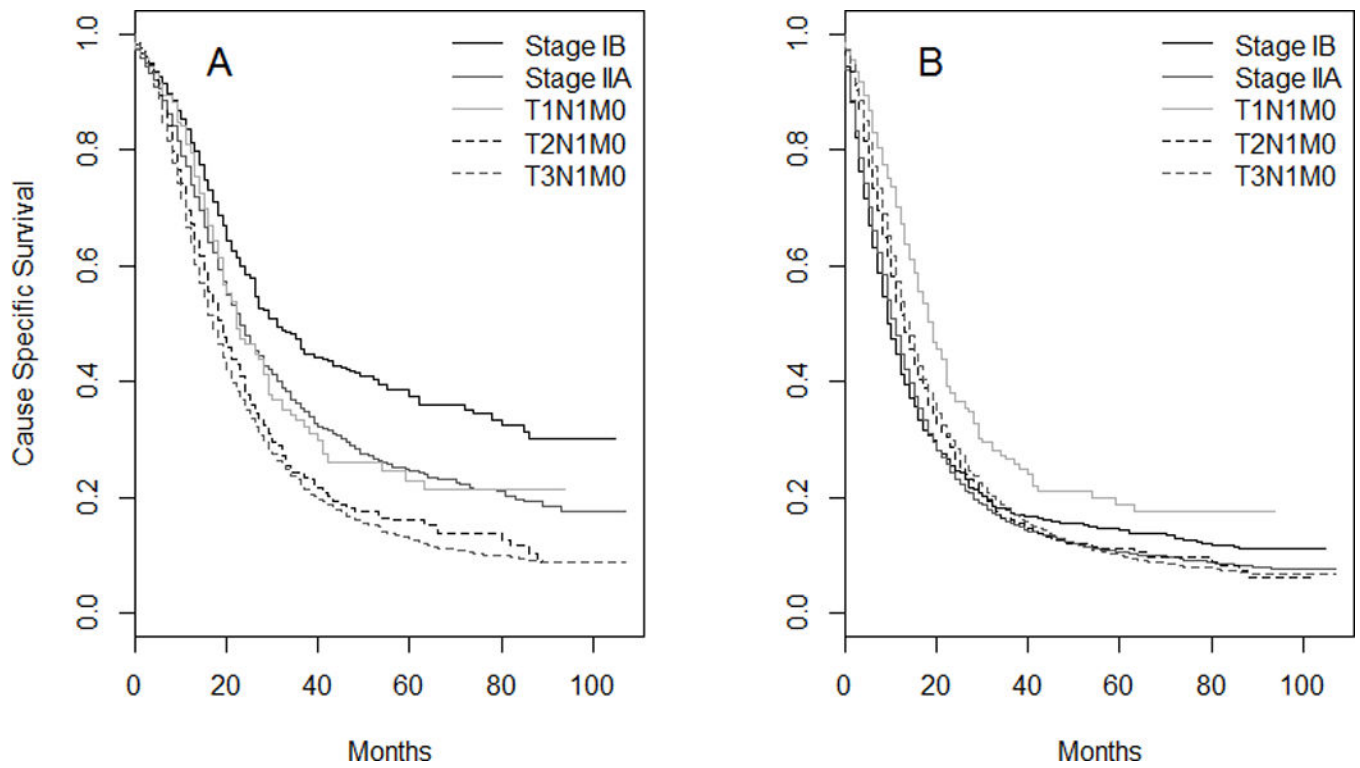 A
Stage IB
Stage IIA
T1N1M0
T2N1M0
T3N1M0
Cause Specific Survival
1.0
0.8
0.6
0.4
0.2
0.0
0 20 40 60 80 100
Months
B
Stage IB
Stage IIA
T1N1M0
T2N1M0
T3N1M0
1.0
0.8
0.6
0.4
0.2
0.0
0 20 40 60 80 100
Months